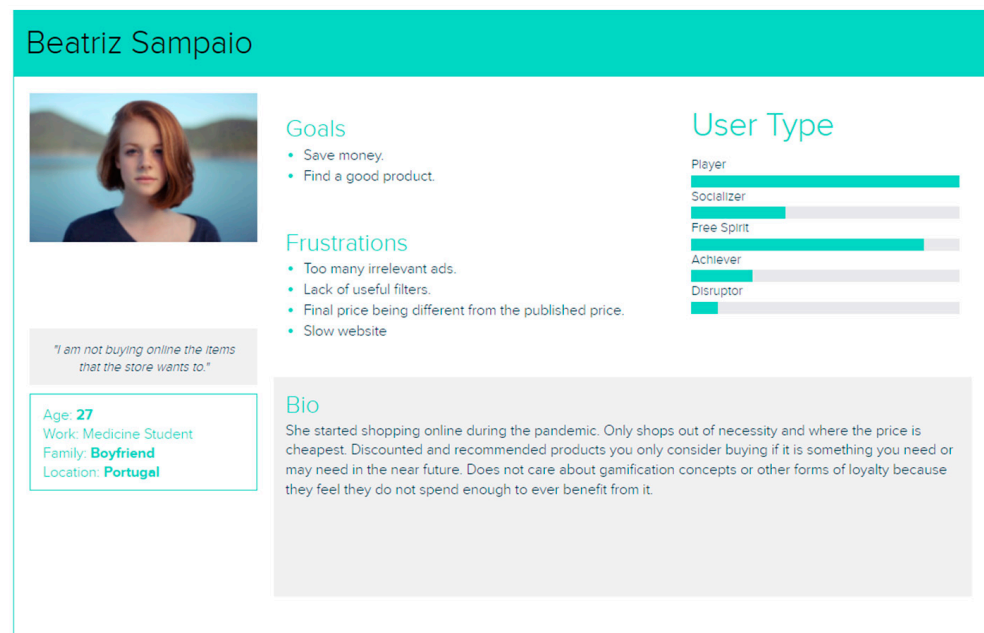 Beatriz Sampaio
Goals
• Save money.
• Find a good product.
Frustrations
• Too many irrelevant ads.
• Lack of useful filters.
• Final price being different from the published price.
• Slow website
User Type
Player
Socializer
Free Spirit
Achiever
Disruptor
"I am not buying online the items
that the store wants to."
Age: 27
Work: Medicine Student
Family: Boyfriend
Location: Portugal
Bio
She started shopping online during the pandemic. Only shops out of necessity and where the price is
cheapest. Discounted and recommended products you only consider buying if it is something you need or
may need in the near future. Does not care about gamification concepts or other forms of loyalty because
they feel they do not spend enough to ever benefit from it.